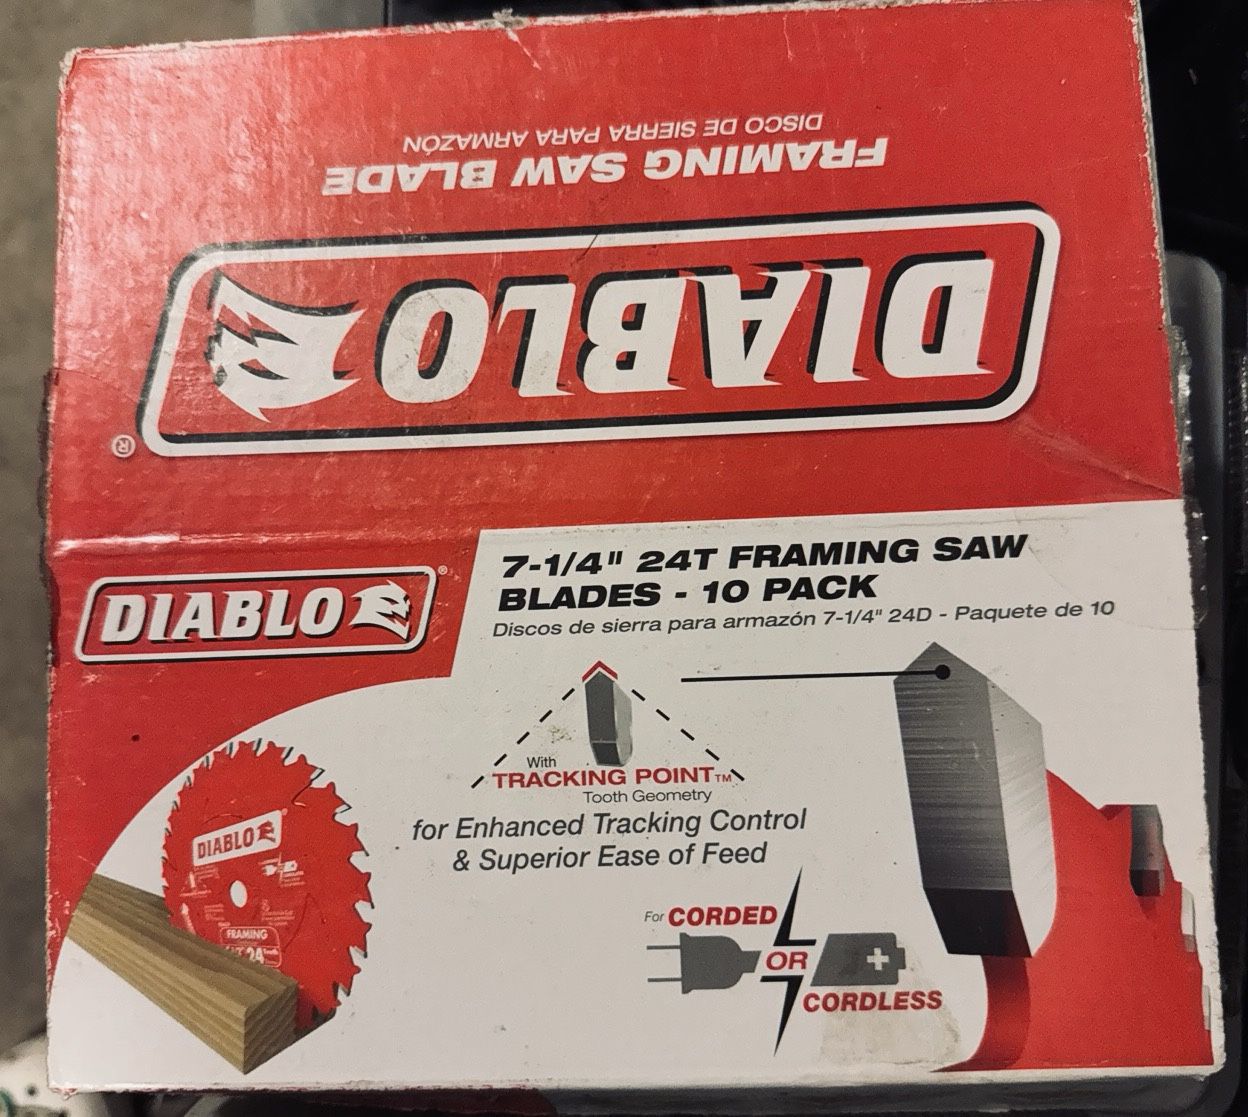 DISCO DE SIERRA PARA ARMAZÓN
FRAMING SAW BLADE
DIABLO
®
DIABLO
®
7-1/4" 24T FRAMING SAW
BLADES - 10 PACK
Discos de sierra para armazón 7-1/4" 24D - Paquete de 10
With
TRACKING POINT™
Tooth Geometry
for Enhanced Tracking Control
& Superior Ease of Feed
For CORDED
OR
CORDLESS
DIABLO
FRAMING
24